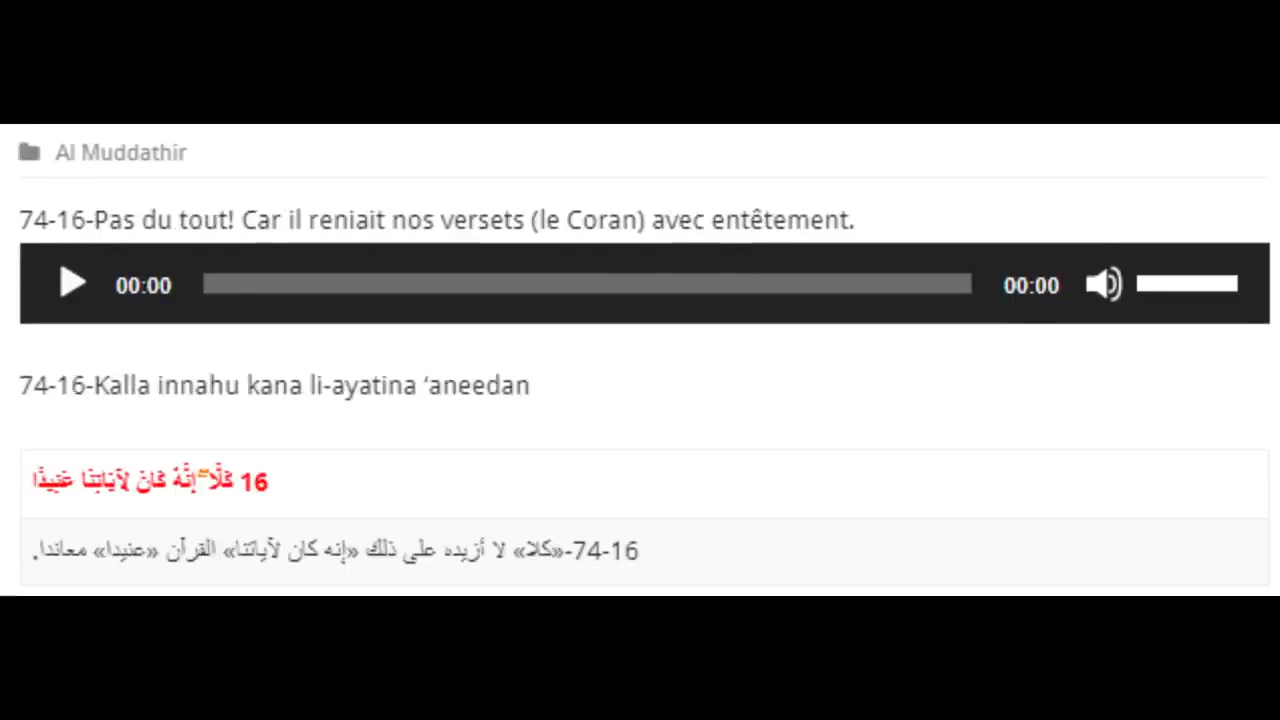 Al Muddathir
74-16-Pas du tout! Car il reniait nos versets (le Coran) avec entêtement.
00:00 00:00
74-16-Kalla innahu kana li-ayatina ‘aneedan
16 كَلَّا ۖ إِنَّهُ كَانَ لِآيَاتِنَا عَنِيدًا
74-16-«كلا» لا أزيده على ذلك «إنه كان لآياتنا» القرآن «عنيدا» معاندا.